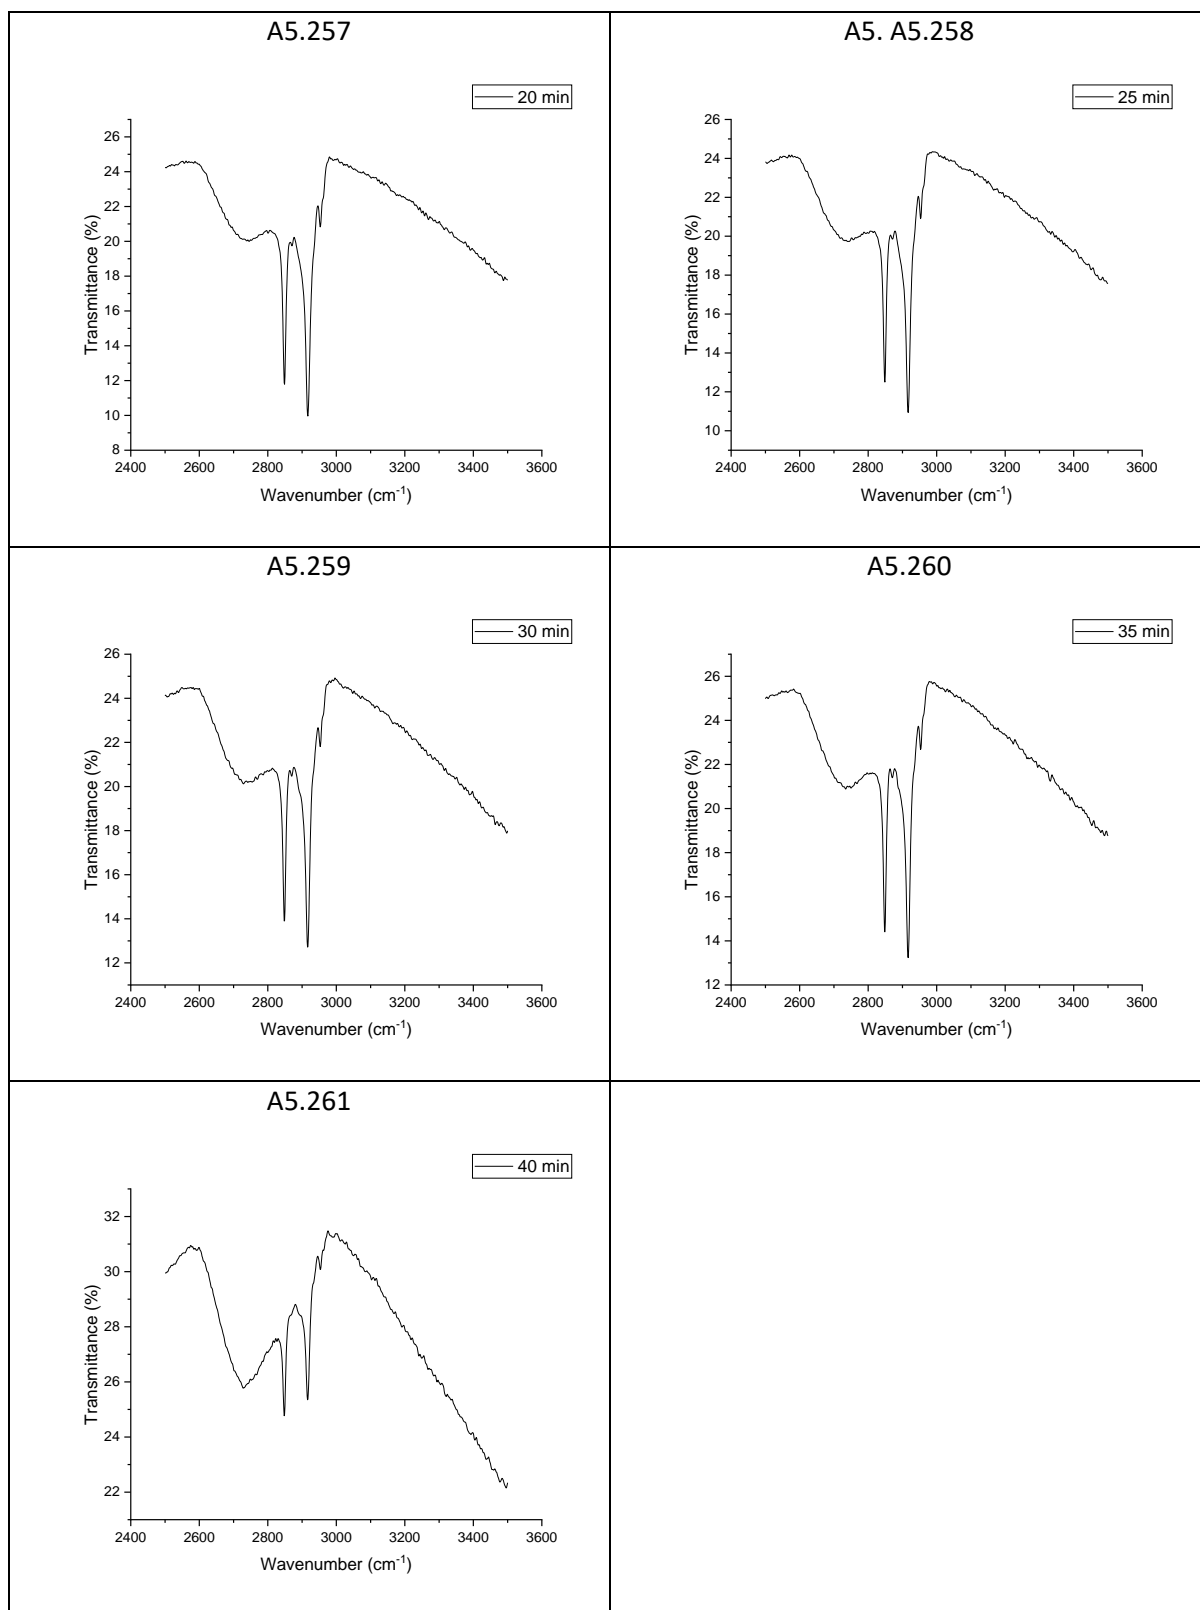 A5.257
20 min
26
24
22
20
18
16
14
12
10
8
Transmittance (%)
2400 2600 2800 3000 3200 3400 3600
Wavenumber (cm⁻¹)
A5. A5.258
25 min
26
24
22
20
18
16
14
12
10
Transmittance (%)
2400 2600 2800 3000 3200 3400 3600
Wavenumber (cm⁻¹)
A5.259
30 min
26
24
22
20
18
16
14
12
Transmittance (%)
2400 2600 2800 3000 3200 3400 3600
Wavenumber (cm⁻¹)
A5.260
35 min
26
24
22
20
18
16
14
12
Transmittance (%)
2400 2600 2800 3000 3200 3400 3600
Wavenumber (cm⁻¹)
A5.261
40 min
32
30
28
26
24
22
Transmittance (%)
2400 2600 2800 3000 3200 3400 3600
Wavenumber (cm⁻¹)